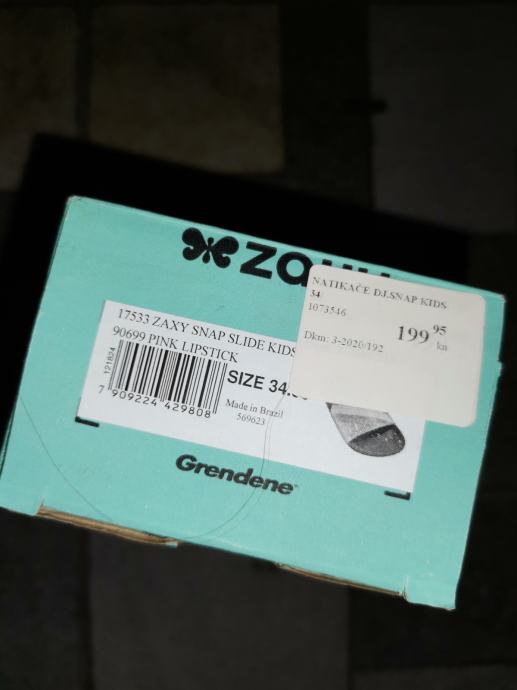 NATIKAČE DJ.SNAP KIDS
34
1073546
199 95
kn
Dkm: 3-2020/192
17533 ZAXY SNAP SLIDE KIDS
90699 PINK LIPSTICK
121824
SIZE 34
7 909224 429808
Made in Brazil
569623
Grendene